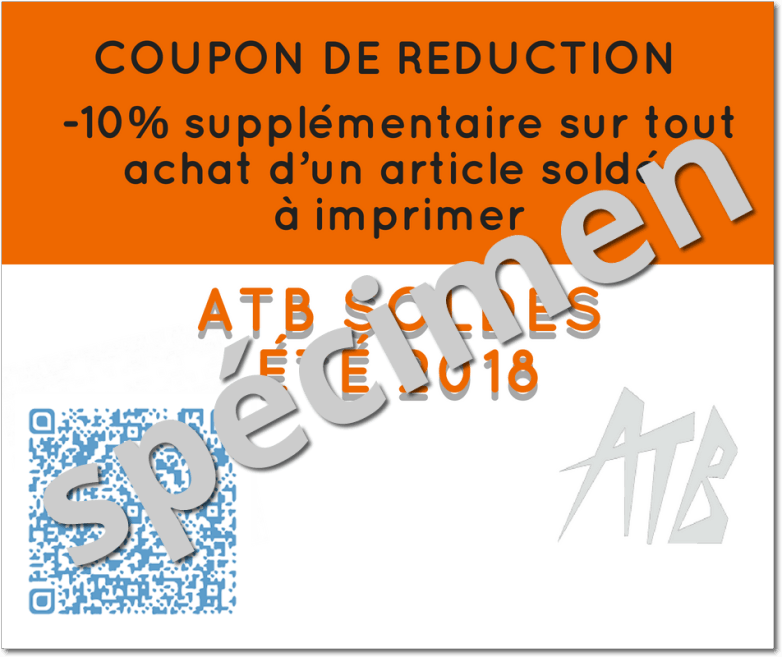 COUPON DE REDUCTION
-10% supplémentaire sur tout
achat d'un article soldé
à imprimer
ATB SOLDES
ÉTÉ 2018
spécimen
ATB